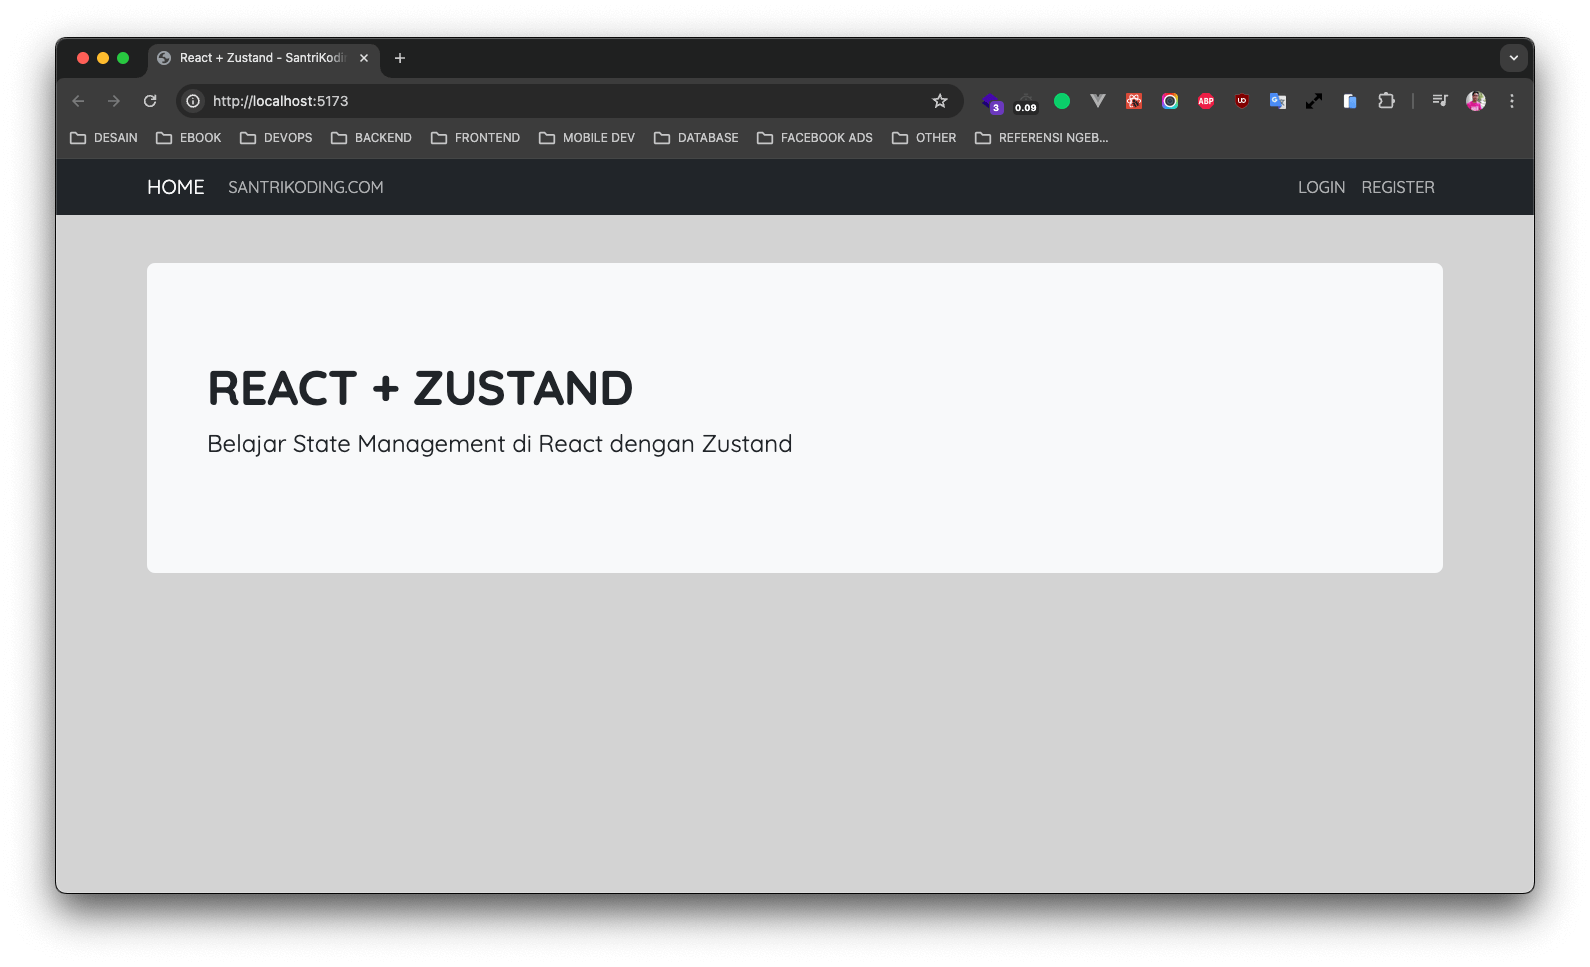 React + Zustand - SantriKodi
http://localhost:5173
3
0.09
ABP
DESAIN EBOOK DEVOPS BACKEND FRONTEND MOBILE DEV DATABASE FACEBOOK ADS OTHER REFERENSI NGEB...
HOME SANTRIKODING.COM LOGIN REGISTER
REACT + ZUSTAND
Belajar State Management di React dengan Zustand